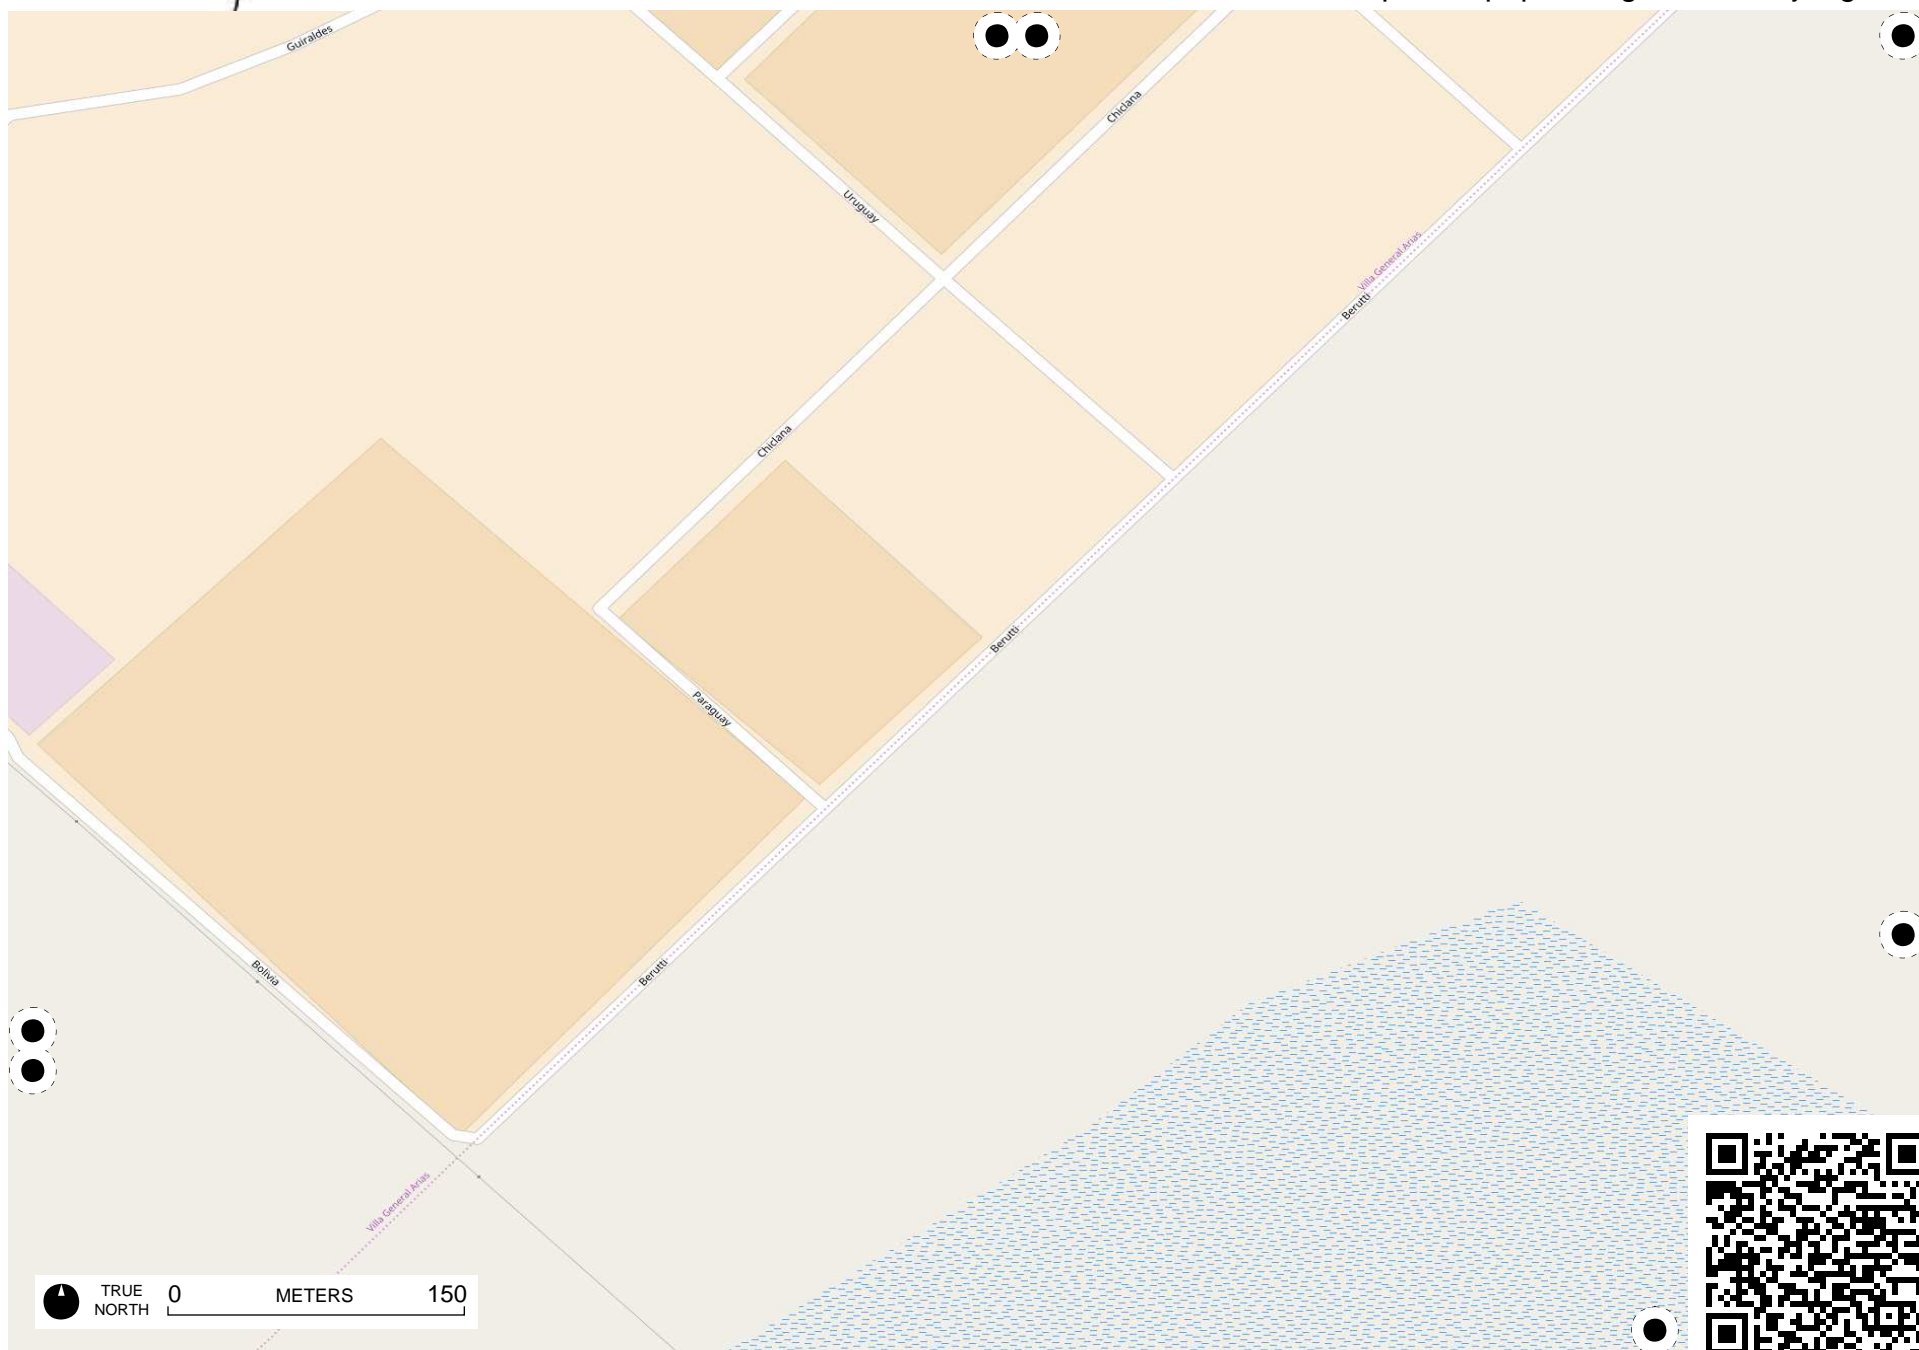 Guiraldes
Chiclana
Uruguay
Villa General Arias
Berutti
Chiclana
Berutti
Paraguay
Berutti
Bolivia
Villa General Arias
TRUE
NORTH
0 METERS 150